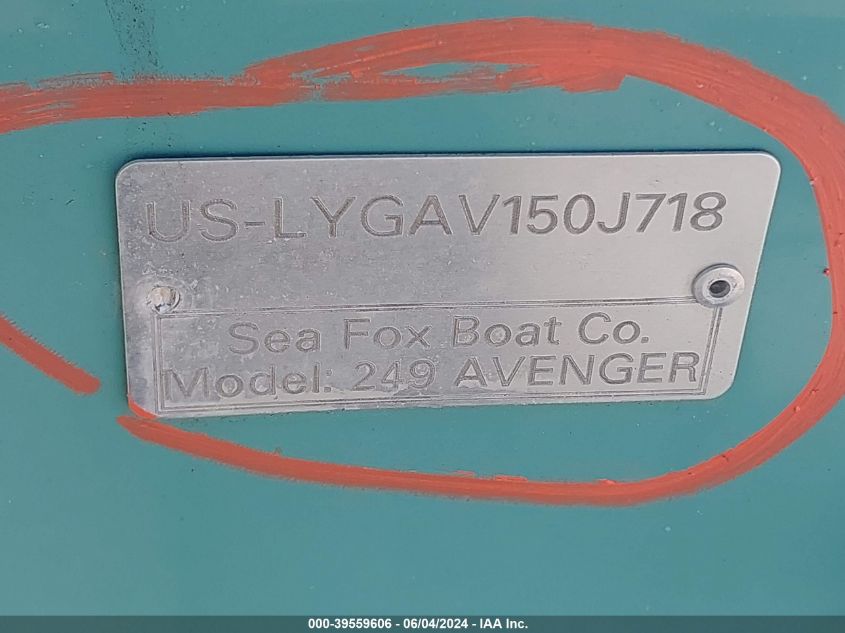 US-LYGAV150J718
Sea Fox Boat Co.
Model: 249 AVENGER
000-39559606 - 06/04/2024 - IAA Inc.